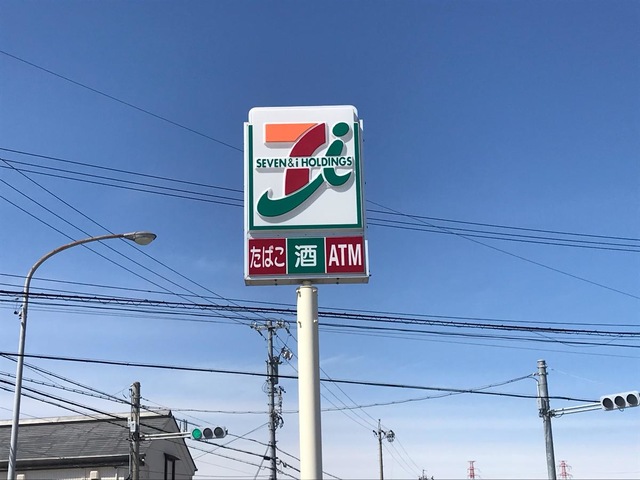 SEVEN&i HOLDINGS
たばこ 酒 ATM